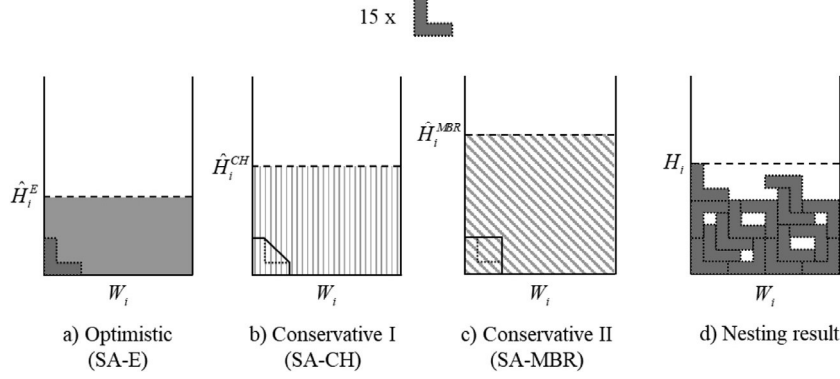 15 x
Ĥ_i^E
W_i
a) Optimistic
(SA-E)
Ĥ_i^CH
W_i
b) Conservative I
(SA-CH)
Ĥ_i^MBR
W_i
c) Conservative II
(SA-MBR)
H_i
W_i
d) Nesting result